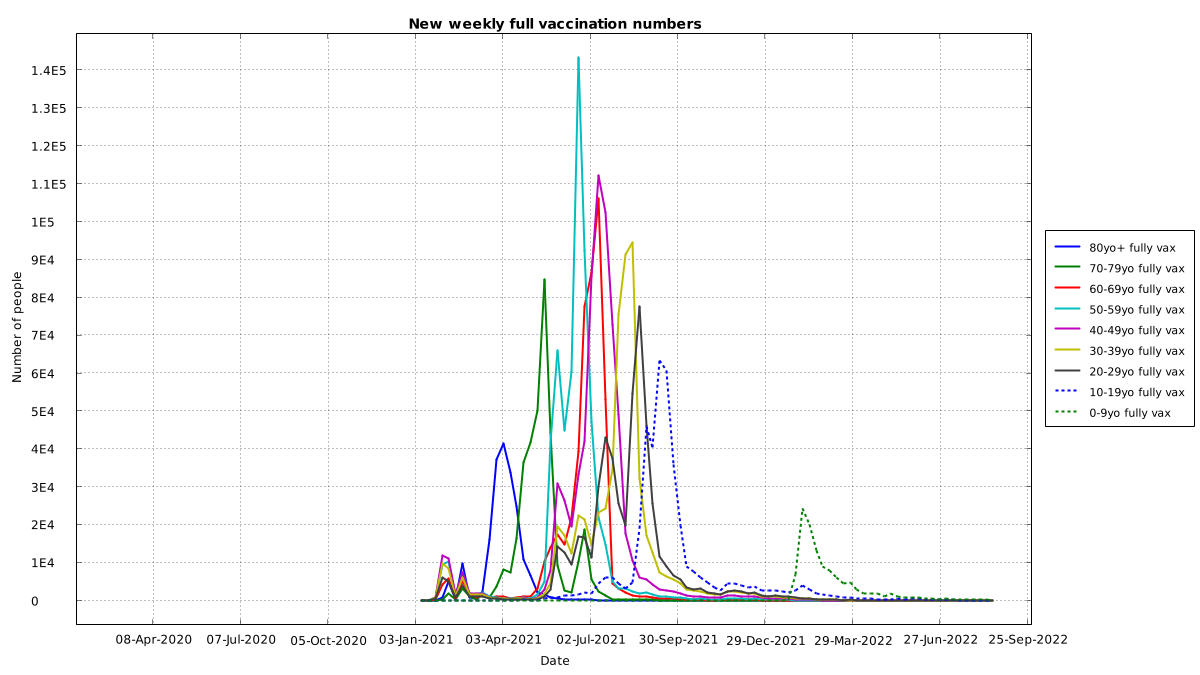 New weekly full vaccination numbers
1.4E5
1.3E5
1.2E5
1.1E5
1E5
9E4
8E4
7E4
6E4
5E4
4E4
3E4
2E4
1E4
0
Number of people
08-Apr-2020 07-Jul-2020 05-Oct-2020 03-Jan-2021 03-Apr-2021 02-Jul-2021 30-Sep-2021 29-Dec-2021 29-Mar-2022 27-Jun-2022 25-Sep-2022
Date
80yo+ fully vax
70-79yo fully vax
60-69yo fully vax
50-59yo fully vax
40-49yo fully vax
30-39yo fully vax
20-29yo fully vax
10-19yo fully vax
0-9yo fully vax